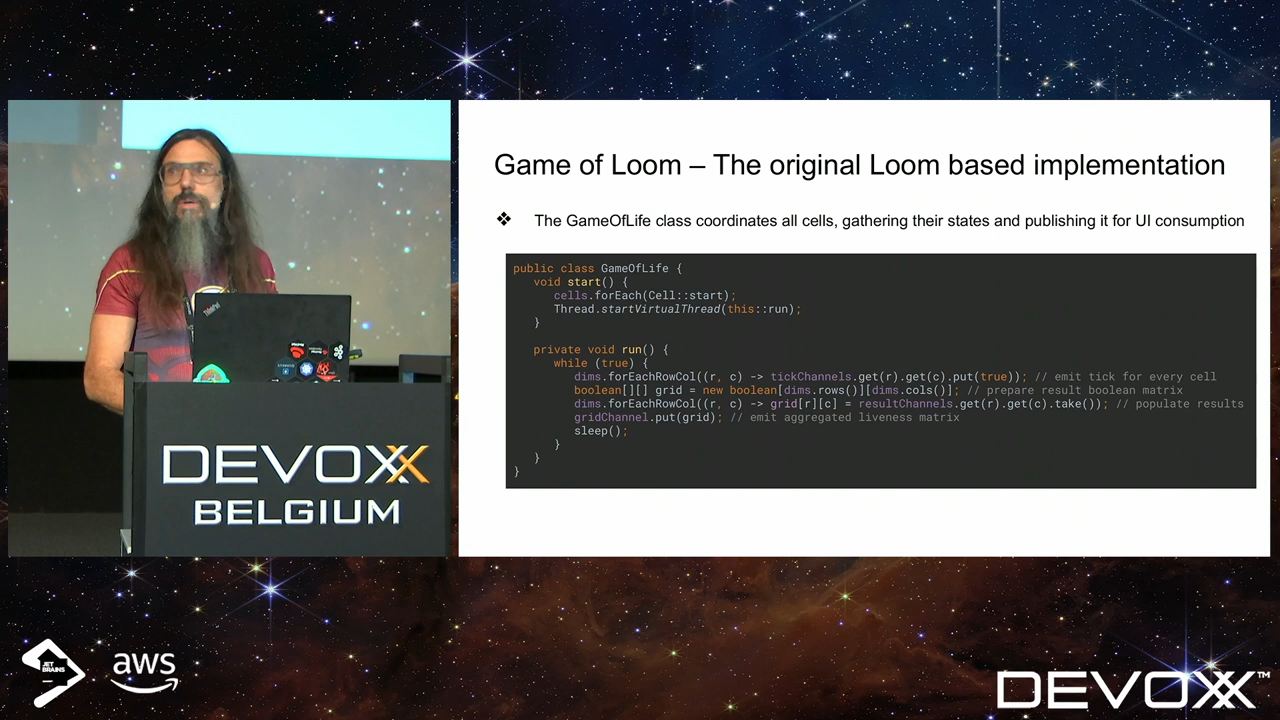 ThinkPad
DEVOXX
BELGIUM
Game of Loom – The original Loom based implementation
❖ The GameOfLife class coordinates all cells, gathering their states and publishing it for UI consumption
public class GameOfLife {
void start() {
cells.forEach(Cell::start);
Thread.startVirtualThread(this::run);
}
private void run() {
while (true) {
dims.forEachRowCol((r, c) -> tickChannels.get(r).get(c).put(true)); // emit tick for every cell
boolean[][] grid = new boolean[dims.rows()][dims.cols()]; // prepare result boolean matrix
dims.forEachRowCol((r, c) -> grid[r][c] = resultChannels.get(r).get(c).take()); // populate results
gridChannel.put(grid); // emit aggregated liveness matrix
sleep();
}
}
}
JET
BRAINS
aws
DEVOXX™